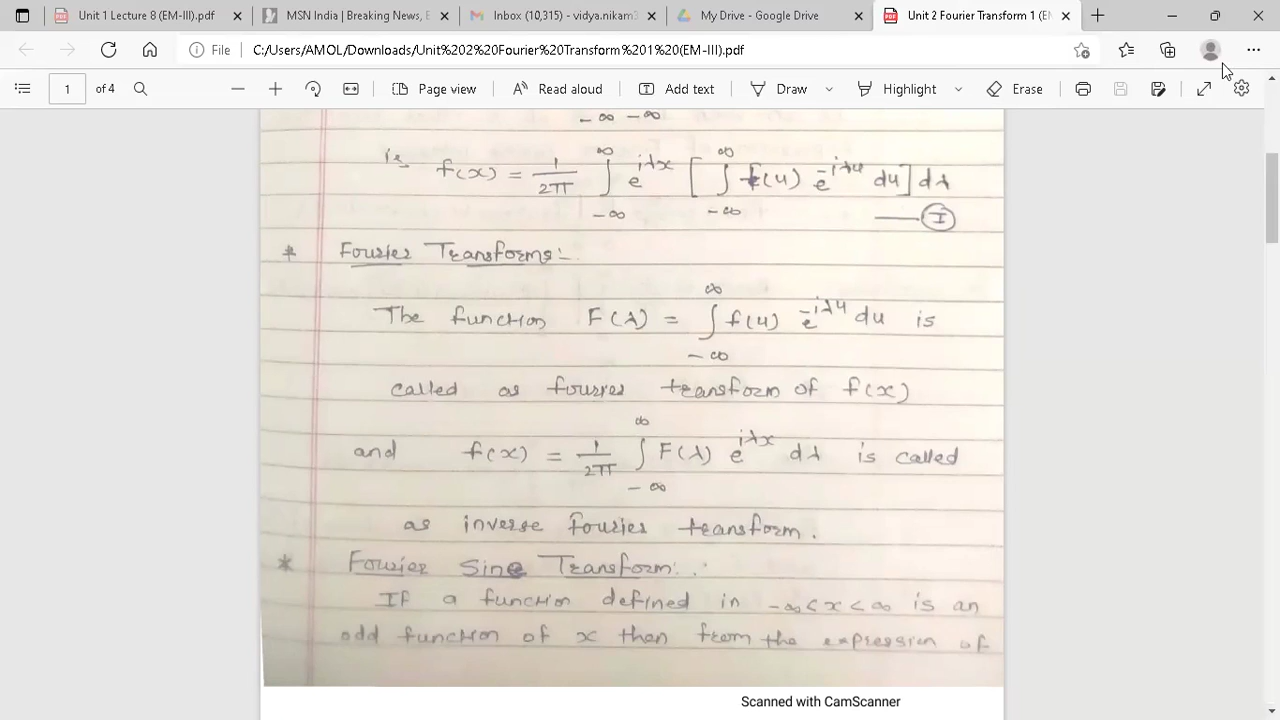 Unit 1 Lecture 8 (EM-III).pdf
MSN India | Breaking News, E
Inbox (10,315) - vidya.nikam3
My Drive - Google Drive
Unit 2 Fourier Transform 1 (EM
File C:/Users/AMOL/Downloads/Unit%202%20Fourier%20Transform%201%20(EM-III).pdf
1 of 4
Page view
Read aloud
Add text
Draw
Highlight
Erase
-∞ -∞
ie f(x) = 1/2π ∫_{-∞}^{∞} e^{iλx} [ ∫_{-∞}^{∞} f(u) e^{-iλu} du ] dλ
— I
* Fourier Transforms:-
The function F(λ) = ∫_{-∞}^{∞} f(u) e^{-iλu} du is
called as fourier transform of f(x)
and f(x) = 1/2π ∫_{-∞}^{∞} F(λ) e^{iλx} dλ is called
as inverse fourier transform.
* Fourier Sine Transform:-
If a function defined in -∞<x<∞ is an
odd function of x then from the expression of
Scanned with CamScanner